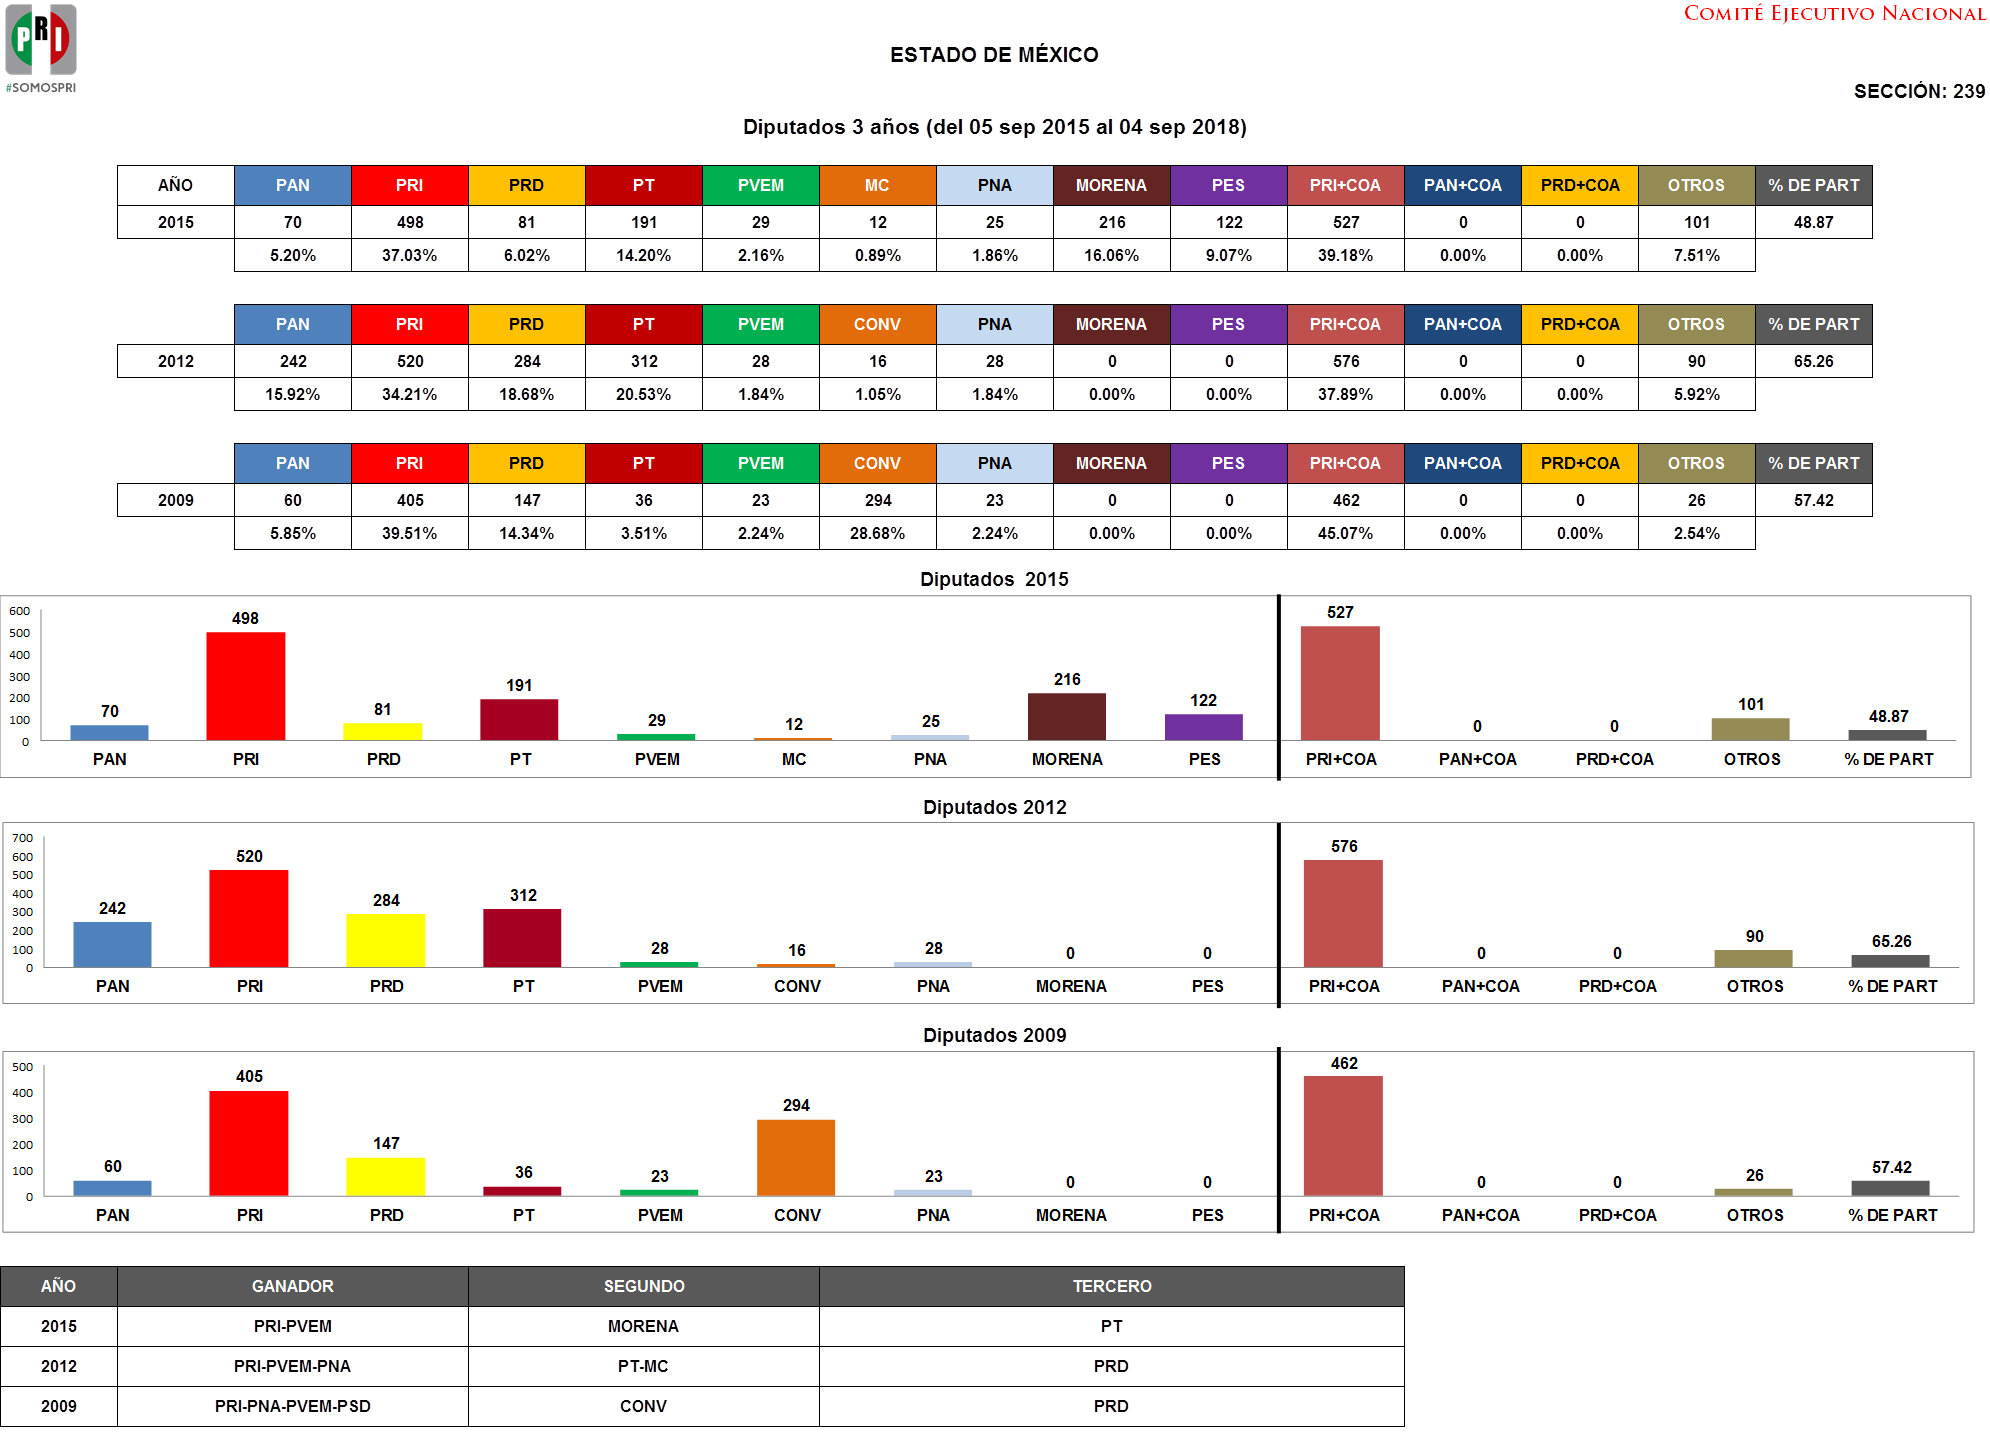 PRI
#SOMOSPRI
COMITÉ EJECUTIVO NACIONAL
ESTADO DE MÉXICO
SECCIÓN: 239
Diputados 3 años (del 05 sep 2015 al 04 sep 2018)
AÑO PAN PRI PRD PT PVEM MC PNA MORENA PES PRI+COA PAN+COA PRD+COA OTROS % DE PART
2015 70 498 81 191 29 12 25 216 122 527 0 0 101 48.87
5.20% 37.03% 6.02% 14.20% 2.16% 0.89% 1.86% 16.06% 9.07% 39.18% 0.00% 0.00% 7.51%
PAN PRI PRD PT PVEM CONV PNA MORENA PES PRI+COA PAN+COA PRD+COA OTROS % DE PART
2012 242 520 284 312 28 16 28 0 0 576 0 0 90 65.26
15.92% 34.21% 18.68% 20.53% 1.84% 1.05% 1.84% 0.00% 0.00% 37.89% 0.00% 0.00% 5.92%
PAN PRI PRD PT PVEM CONV PNA MORENA PES PRI+COA PAN+COA PRD+COA OTROS % DE PART
2009 60 405 147 36 23 294 23 0 0 462 0 0 26 57.42
5.85% 39.51% 14.34% 3.51% 2.24% 28.68% 2.24% 0.00% 0.00% 45.07% 0.00% 0.00% 2.54%
Diputados 2015
600
500
400
300
200
100
0
70 498 81 191 29 12 25 216 122 527 0 0 101 48.87
PAN PRI PRD PT PVEM MC PNA MORENA PES PRI+COA PAN+COA PRD+COA OTROS % DE PART
Diputados 2012
700
600
500
400
300
200
100
0
242 520 284 312 28 16 28 0 0 576 0 0 90 65.26
PAN PRI PRD PT PVEM CONV PNA MORENA PES PRI+COA PAN+COA PRD+COA OTROS % DE PART
Diputados 2009
500
400
300
200
100
0
60 405 147 36 23 294 23 0 0 462 0 0 26 57.42
PAN PRI PRD PT PVEM CONV PNA MORENA PES PRI+COA PAN+COA PRD+COA OTROS % DE PART
AÑO GANADOR SEGUNDO TERCERO
2015 PRI-PVEM MORENA PT
2012 PRI-PVEM-PNA PT-MC PRD
2009 PRI-PNA-PVEM-PSD CONV PRD